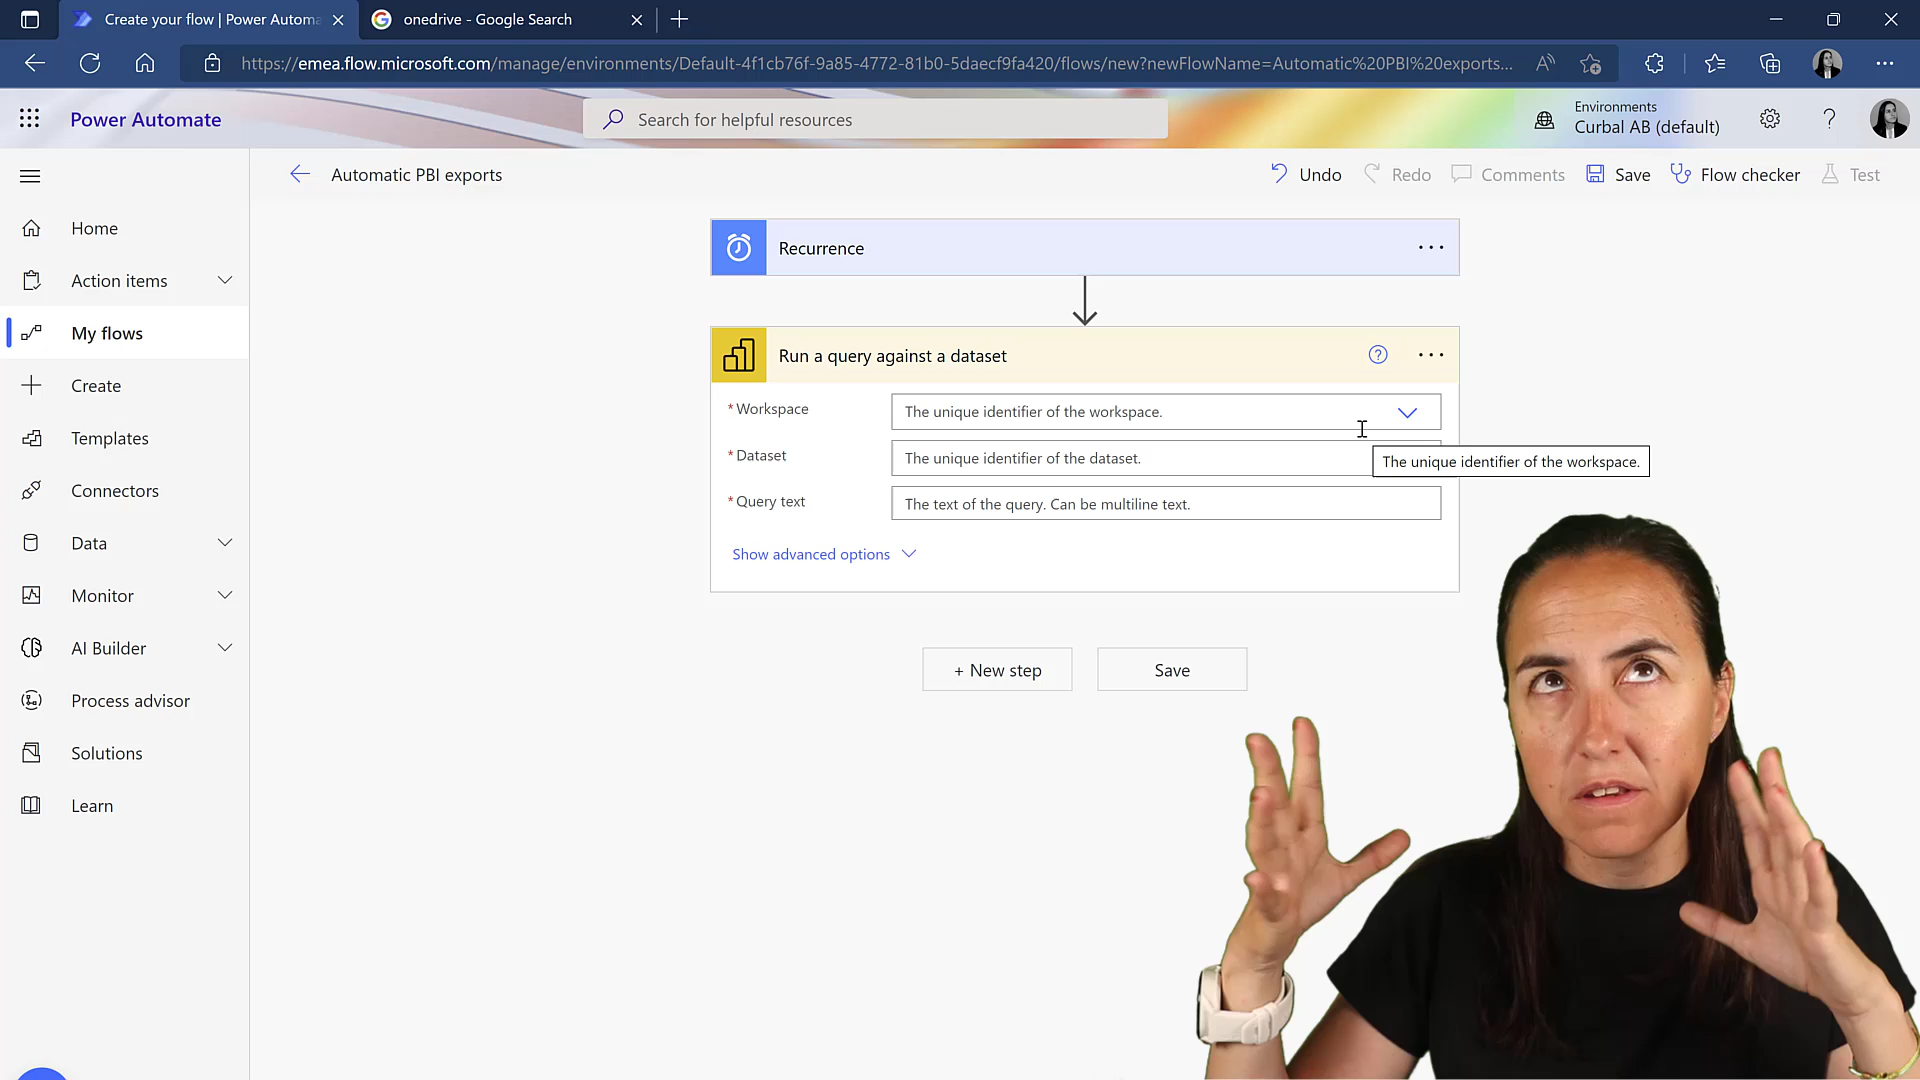 Create your flow | Power Automa
onedrive - Google Search
https://emea.flow.microsoft.com/manage/environments/Default-4f1cb76f-9a85-4772-81b0-5daecf9fa420/flows/new?newFlowName=Automatic%20PBI%20exports...
Power Automate
Search for helpful resources
Environments
Curbal AB (default)
Automatic PBI exports
Undo
Redo
Comments
Save
Flow checker
Test
Home
Action items
My flows
Create
Templates
Connectors
Data
Monitor
AI Builder
Process advisor
Solutions
Learn
Recurrence
Run a query against a dataset
* Workspace
The unique identifier of the workspace.
* Dataset
The unique identifier of the dataset.
The unique identifier of the workspace.
* Query text
The text of the query. Can be multiline text.
Show advanced options
+ New step
Save